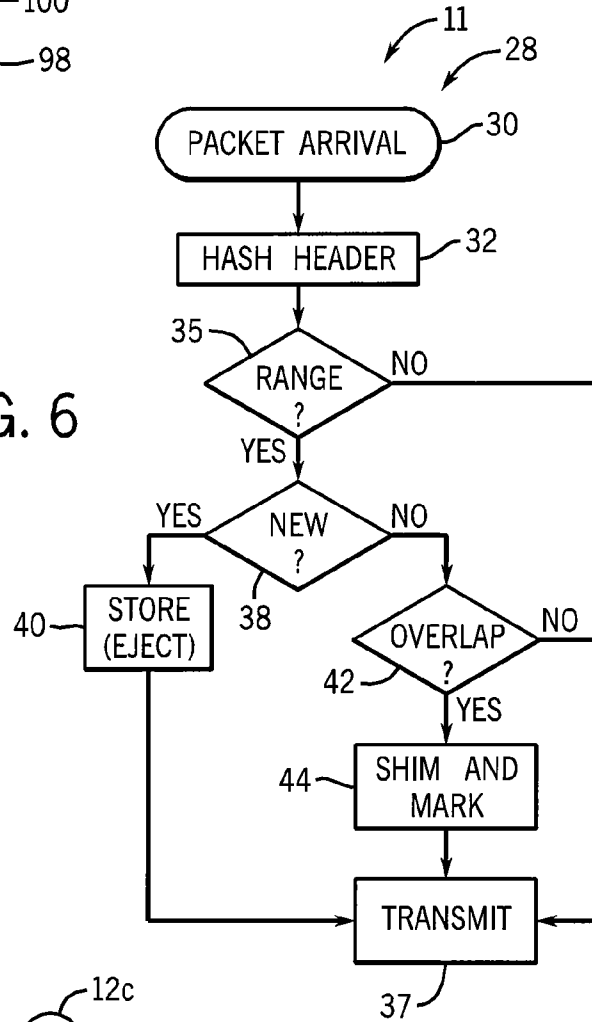 100
98
11
28
PACKET ARRIVAL
30
HASH HEADER
32
35
RANGE
?
NO
G. 6
YES
YES
NEW
?
NO
38
STORE
(EJECT)
40
OVERLAP
?
NO
42
YES
44
SHIM AND
MARK
TRANSMIT
12c
37